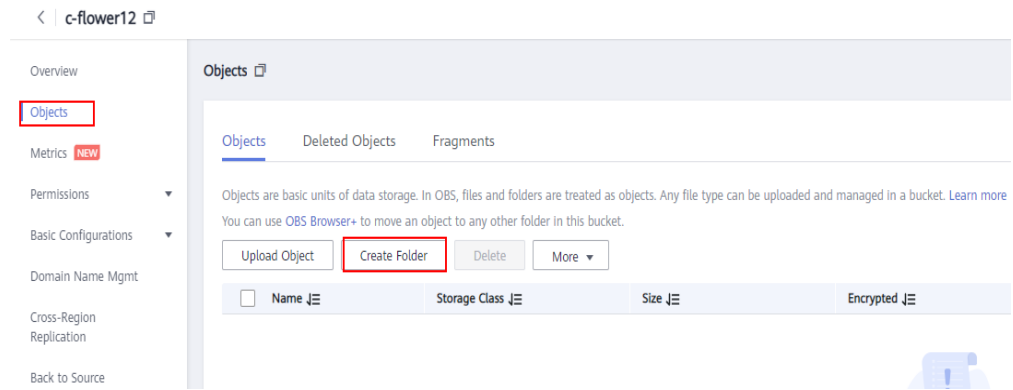 c-flower12
Overview
Objects
Metrics NEW
Permissions
Basic Configurations
Domain Name Mgmt
Cross-Region
Replication
Back to Source
Objects
Objects Deleted Objects Fragments
Objects are basic units of data storage. In OBS, files and folders are treated as objects. Any file type can be uploaded and managed in a bucket. Learn more
You can use OBS Browser+ to move an object to any other folder in this bucket.
Upload Object Create Folder Delete More
Name Storage Class Size Encrypted